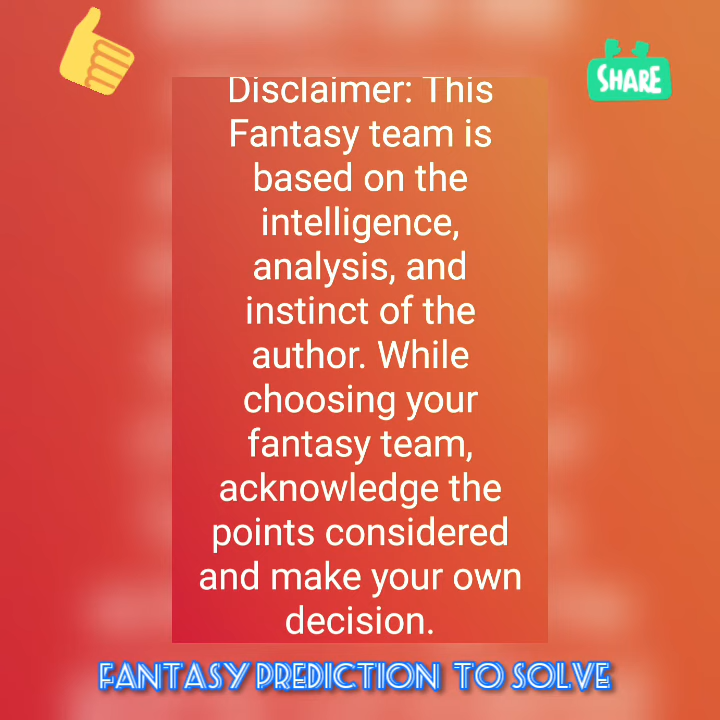 SHARE
Disclaimer: This
Fantasy team is
based on the
intelligence,
analysis, and
instinct of the
author. While
choosing your
fantasy team,
acknowledge the
points considered
and make your own
decision.
FANTASY PREDICTION TO SOLVE